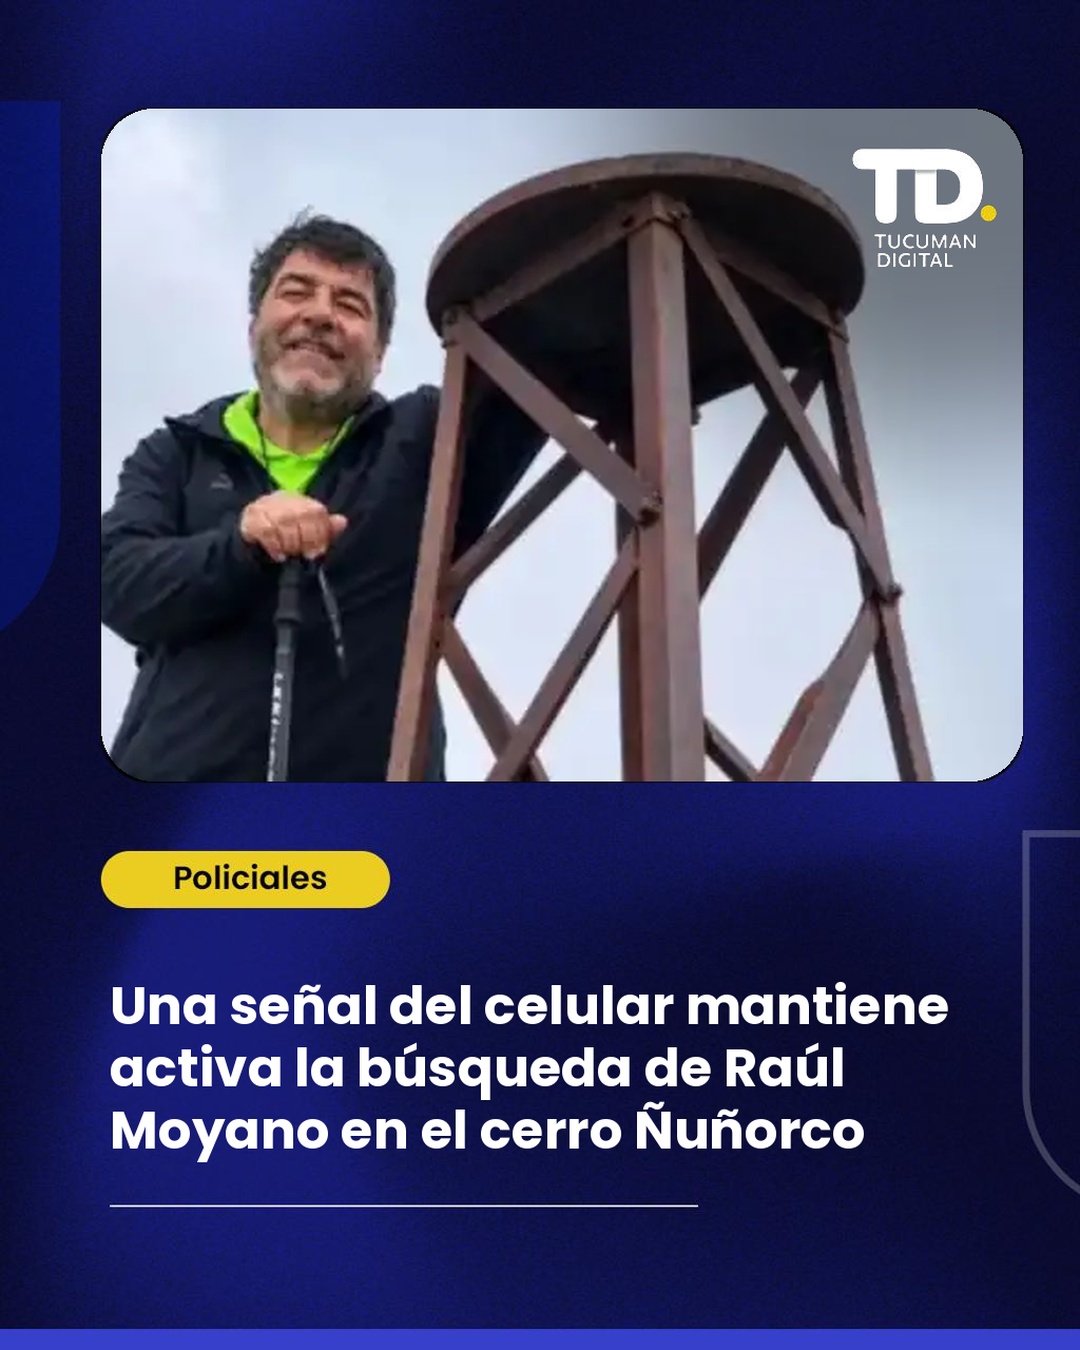 TD.
TUCUMAN
DIGITAL
Policiales
Una señal del celular mantiene
activa la búsqueda de Raúl
Moyano en el cerro Ñuñorco